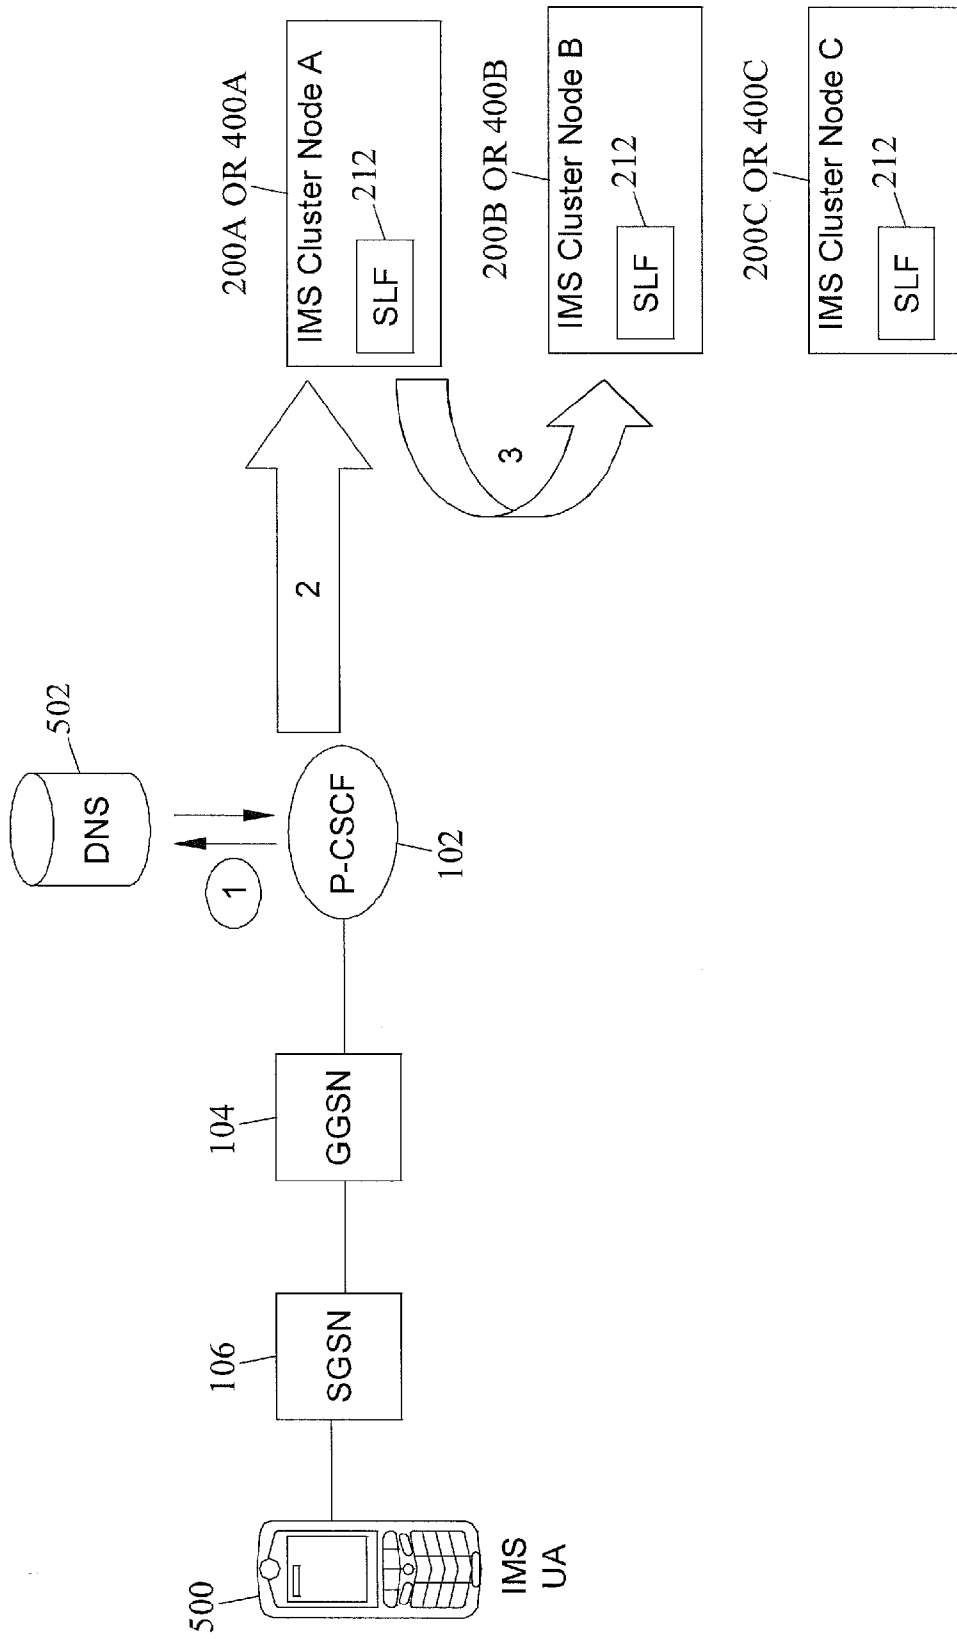 500
IMS
UA
106
SGSN
104
GGSN
502
DNS
1
P-CSCF
102
2
3
200A OR 400A
IMS Cluster Node A
SLF
212
200B OR 400B
IMS Cluster Node B
SLF
212
200C OR 400C
IMS Cluster Node C
SLF
212